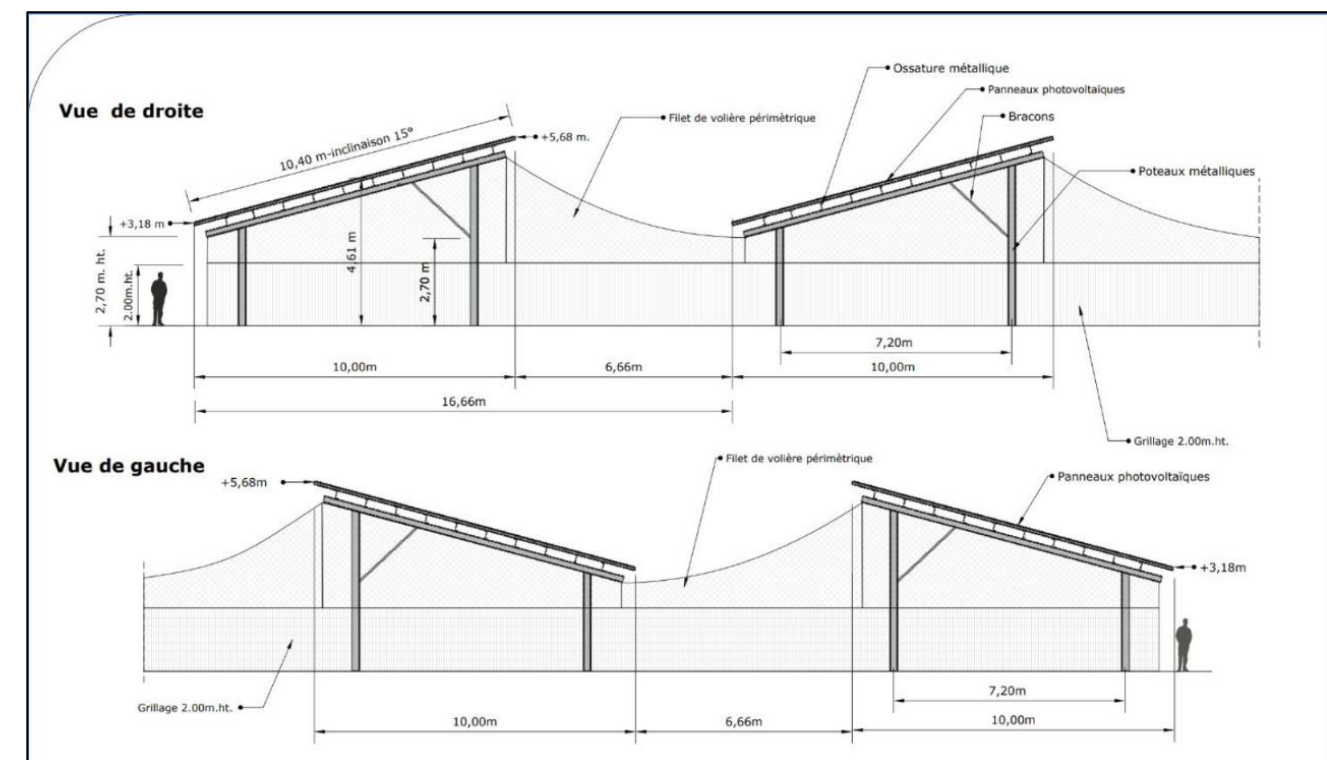 Vue de droite
Ossature métallique
Panneaux photovoltaïques
Filet de volière périmètrique
Bracons
10,40 m-inclinaison 15°
+5,68 m.
Poteaux métalliques
+3,18 m
2,70 m. ht.
2.00m.ht.
4,61 m
2,70 m
7,20m
10,00m
6,66m
10,00m
16,66m
Grillage 2.00m.ht.
Vue de gauche
Filet de volière périmètrique
Panneaux photovoltaïques
+5,68m
+3,18m
Grillage 2.00m.ht.
7,20m
10,00m
6,66m
10,00m